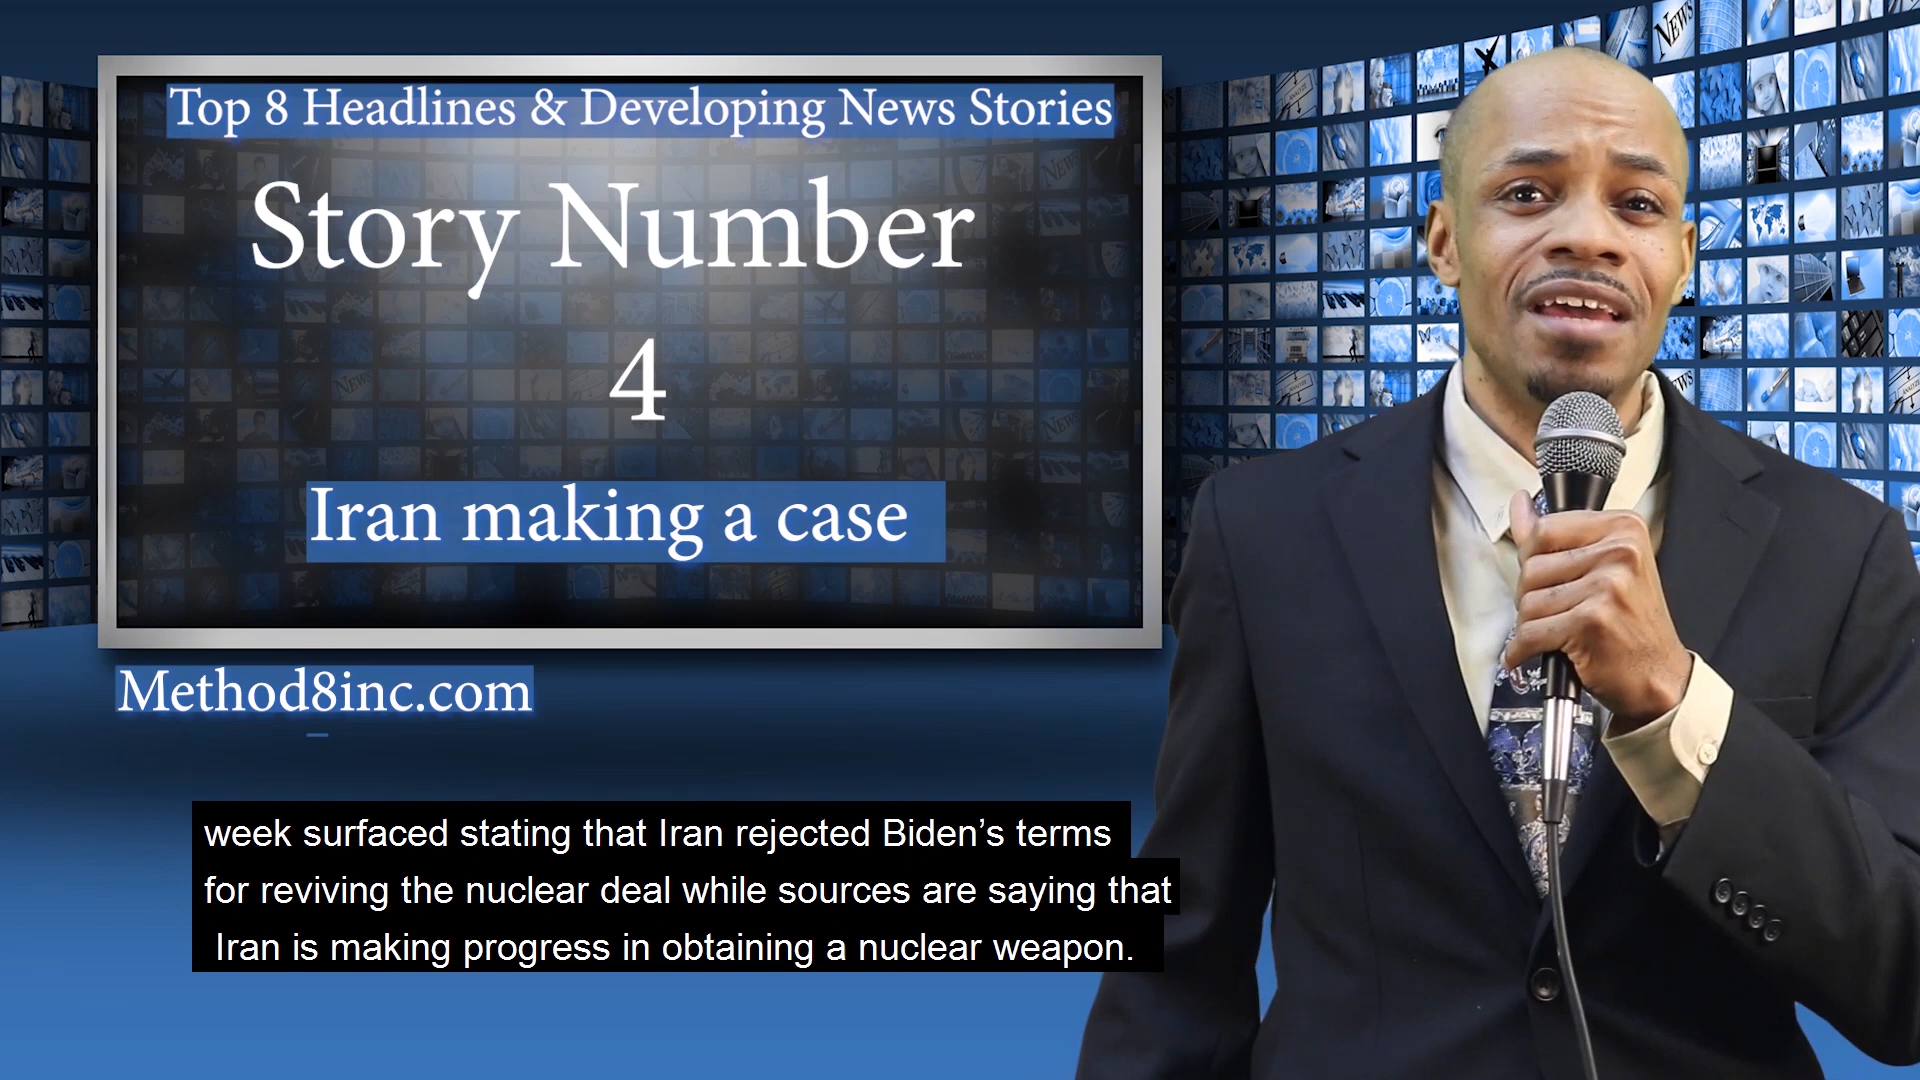 Top 8 Headlines & Developing News Stories
Story Number
4
Iran making a case
Method8inc.com
week surfaced stating that Iran rejected Biden’s terms
for reviving the nuclear deal while sources are saying that
Iran is making progress in obtaining a nuclear weapon.
NEWS